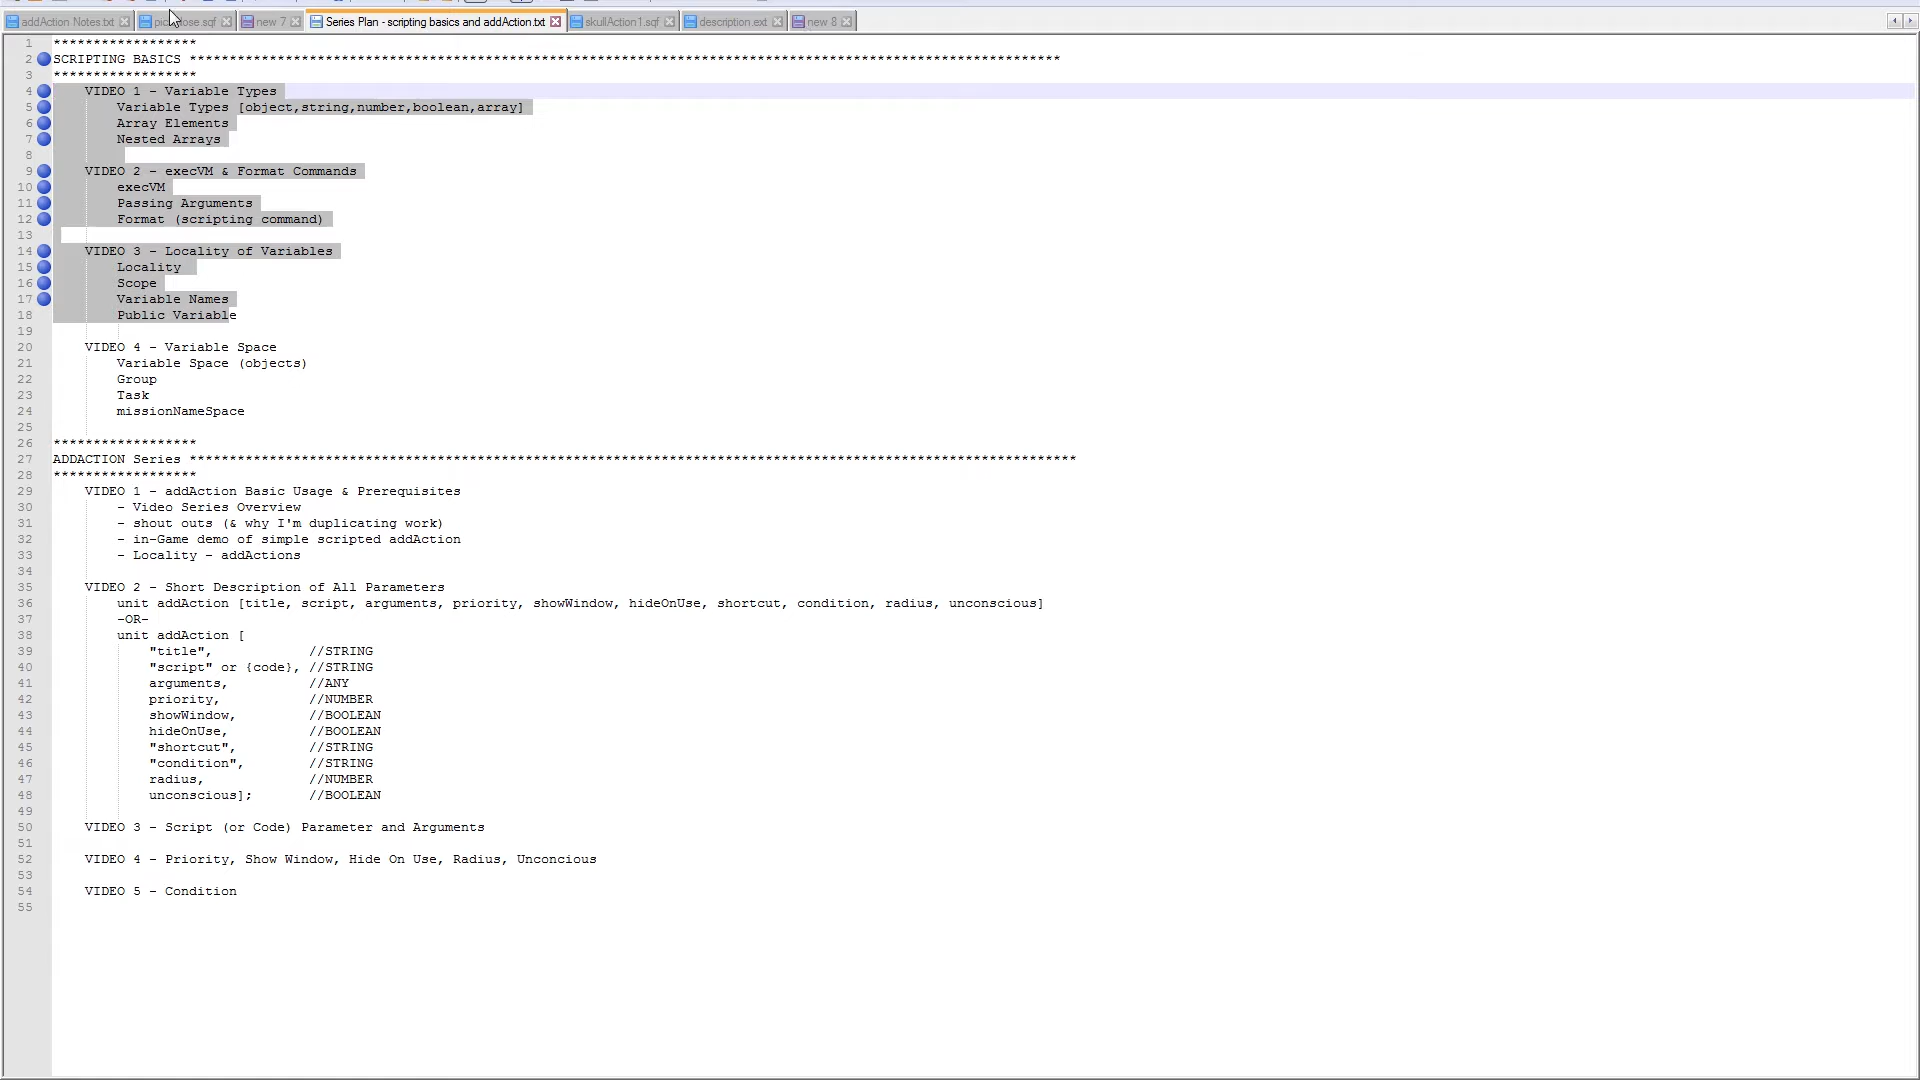 addAction Notes.txt
new 7
Series Plan - scripting basics and addAction.txt
skullAction1.sqf
description.ext
new 8
1 ******************
2 SCRIPTING BASICS *************************************************************************************************************
3 ******************
4 VIDEO 1 - Variable Types
5 Variable Types [object,string,number,boolean,array]
6 Array Elements
7 Nested Arrays
8
9 VIDEO 2 - execVM & Format Commands
10 execVM
11 Passing Arguments
12 Format (scripting command)
13
14 VIDEO 3 - Locality of Variables
15 Locality
16 Scope
17 Variable Names
18 Public Variable
19
20 VIDEO 4 - Variable Space
21 Variable Space (objects)
22 Group
23 Task
24 missionNameSpace
25
26 ******************
27 ADDACTION Series ***************************************************************************************************************
28 ******************
29 VIDEO 1 - addAction Basic Usage & Prerequisites
30 - Video Series Overview
31 - shout outs (& why I'm duplicating work)
32 - in-Game demo of simple scripted addAction
33 - Locality - addActions
34
35 VIDEO 2 - Short Description of All Parameters
36 unit addAction [title, script, arguments, priority, showWindow, hideOnUse, shortcut, condition, radius, unconscious]
37 -OR-
38 unit addAction [
39 "title", //STRING
40 "script" or {code}, //STRING
41 arguments, //ANY
42 priority, //NUMBER
43 showWindow, //BOOLEAN
44 hideOnUse, //BOOLEAN
45 "shortcut", //STRING
46 "condition", //STRING
47 radius, //NUMBER
48 unconscious]; //BOOLEAN
49
50 VIDEO 3 - Script (or Code) Parameter and Arguments
51
52 VIDEO 4 - Priority, Show Window, Hide On Use, Radius, Unconcious
53
54 VIDEO 5 - Condition
55